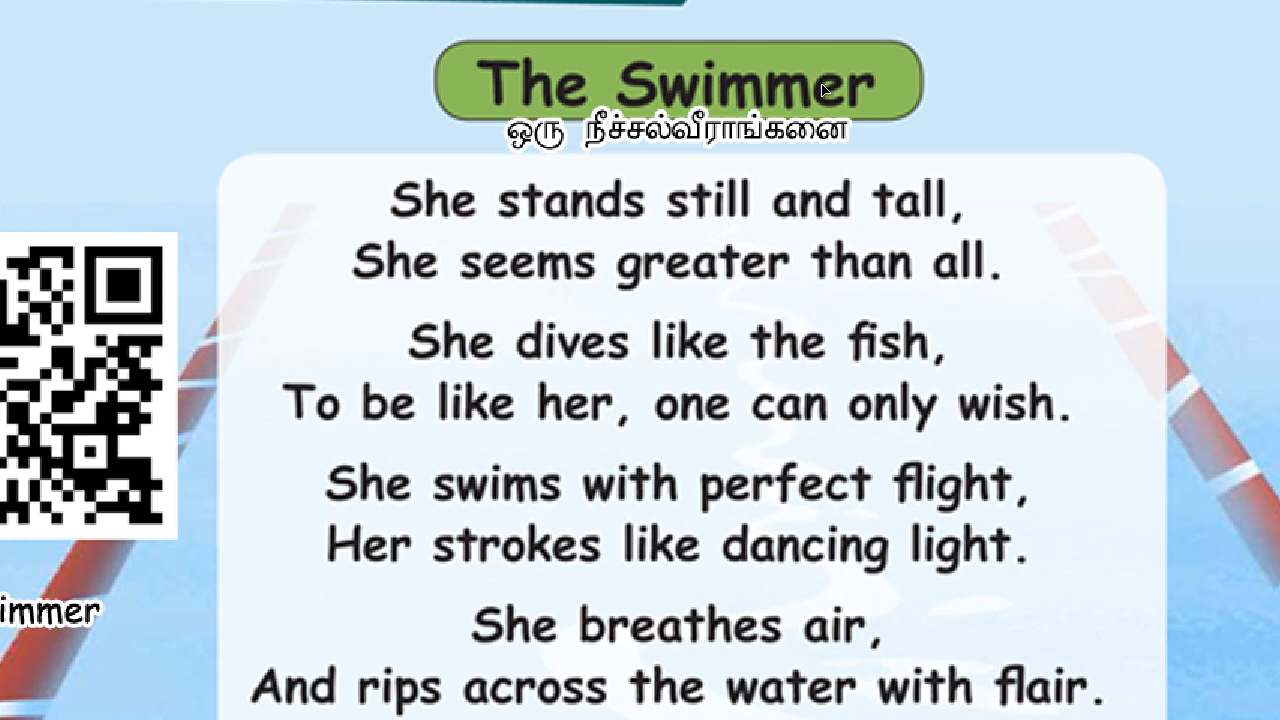 The Swimmer
ஒரு நீச்சல்வீராங்கனை
She stands still and tall,
She seems greater than all.
She dives like the fish,
To be like her, one can only wish.
She swims with perfect flight,
Her strokes like dancing light.
She breathes air,
And rips across the water with flair.
immer